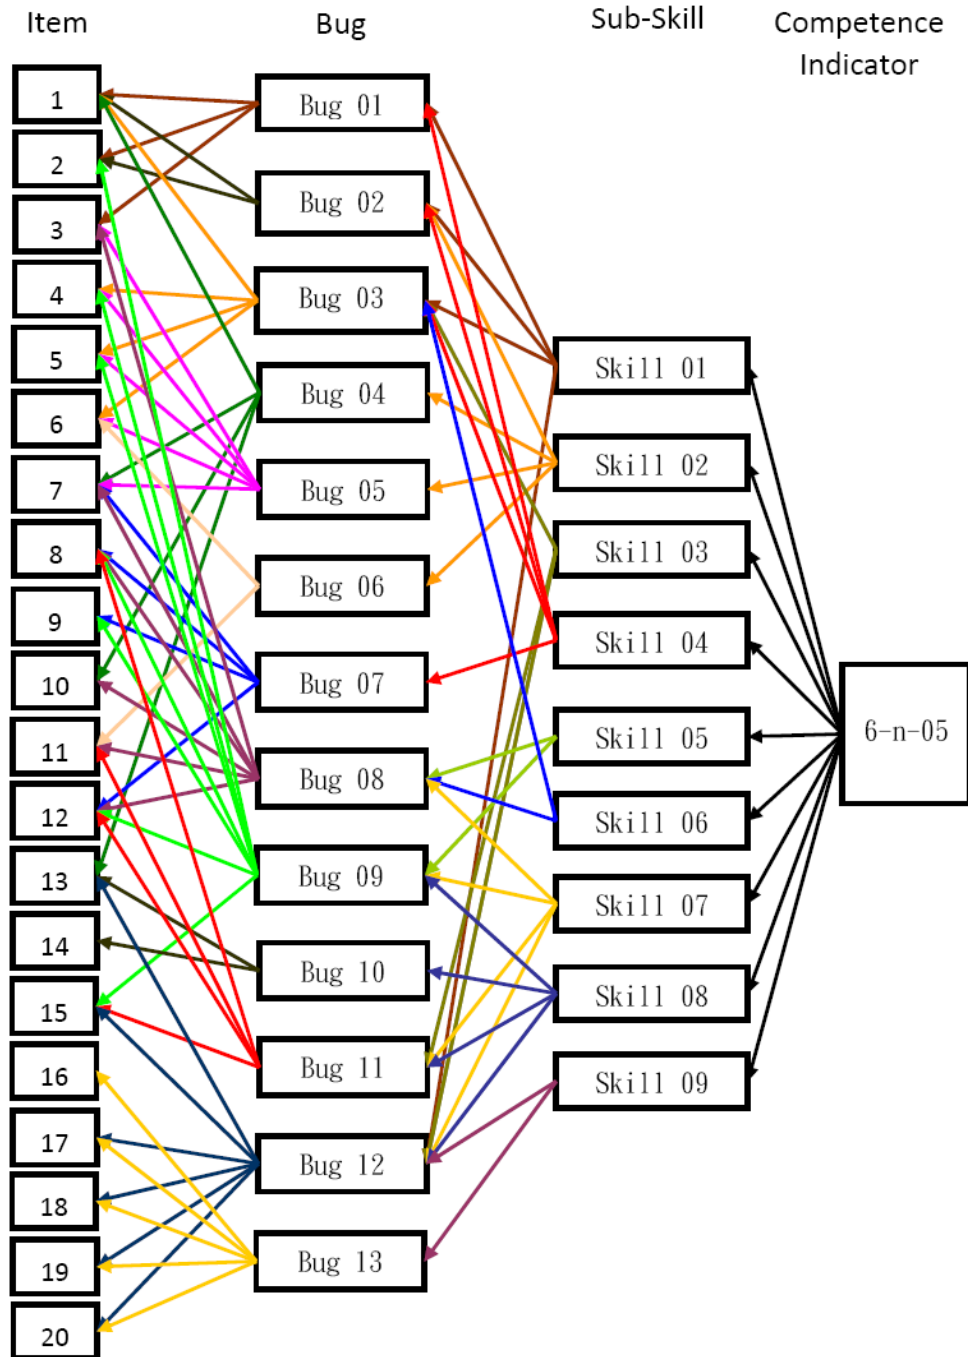 Item
Bug
Sub-Skill
Competence
Indicator
1
2
3
4
5
6
7
8
9
10
11
12
13
14
15
16
17
18
19
20
Bug 01
Bug 02
Bug 03
Bug 04
Bug 05
Bug 06
Bug 07
Bug 08
Bug 09
Bug 10
Bug 11
Bug 12
Bug 13
Skill 01
Skill 02
Skill 03
Skill 04
Skill 05
Skill 06
Skill 07
Skill 08
Skill 09
6-n-05